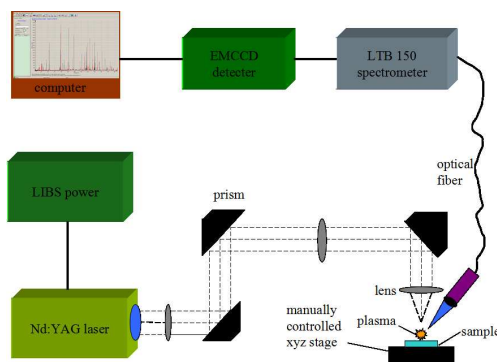 computer
EMCCD
detecter
LTB 150
spectrometer
optical
fiber
LIBS power
prism
Nd:YAG laser
lens
plasma
manually
controlled
xyz stage
sample